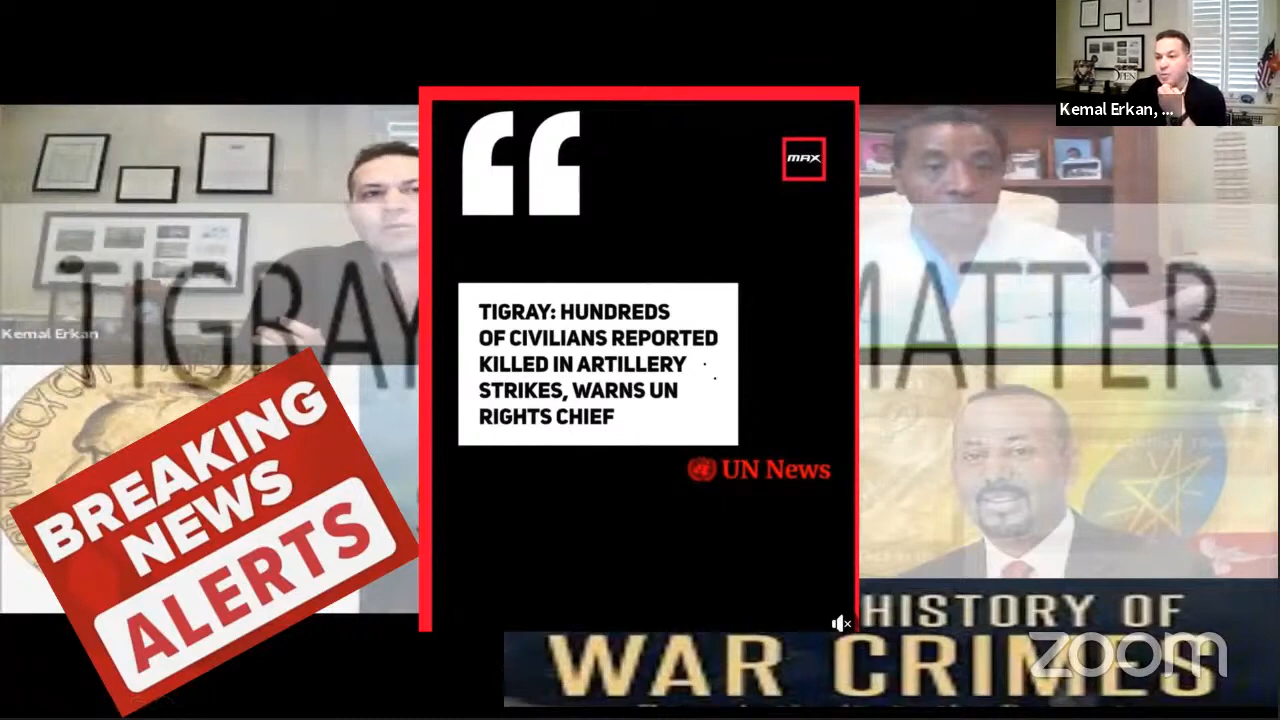 Kemal Erkan, ...
OPEN
MAX
TIGRAY: HUNDREDS
OF CIVILIANS REPORTED
KILLED IN ARTILLERY
STRIKES, WARNS UN
RIGHTS CHIEF
UN News
TIGRAY
MATTER
Kemal Erkan
BREAKING
NEWS
ALERTS
HISTORY OF
WAR CRIMES
zoom